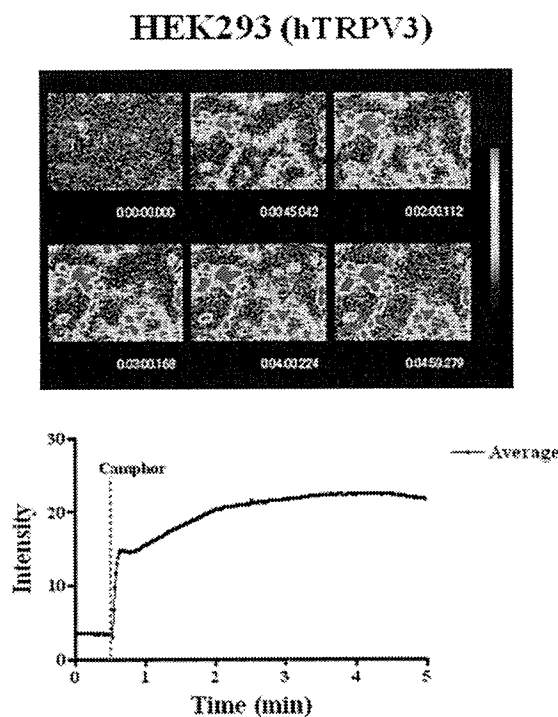 HEK293 (hTRPV3)
0:00:00.000
0:00:45.042
0:02:00.112
0:03:00.168
0:04:00.224
0:04:59.279
30
Camphor
Average
20
Intensity
10
0
0 1 2 3 4 5
Time (min)